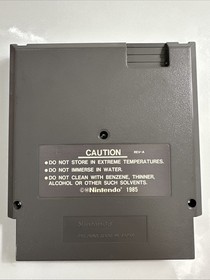 CAUTION
REV-A
●DO NOT STORE IN EXTREME TEMPERATURES.
●DO NOT IMMERSE IN WATER.
●DO NOT CLEAN WITH BENZENE, THINNER,
ALCOHOL OR OTHER SUCH SOLVENTS.
©®Nintendo® 1985